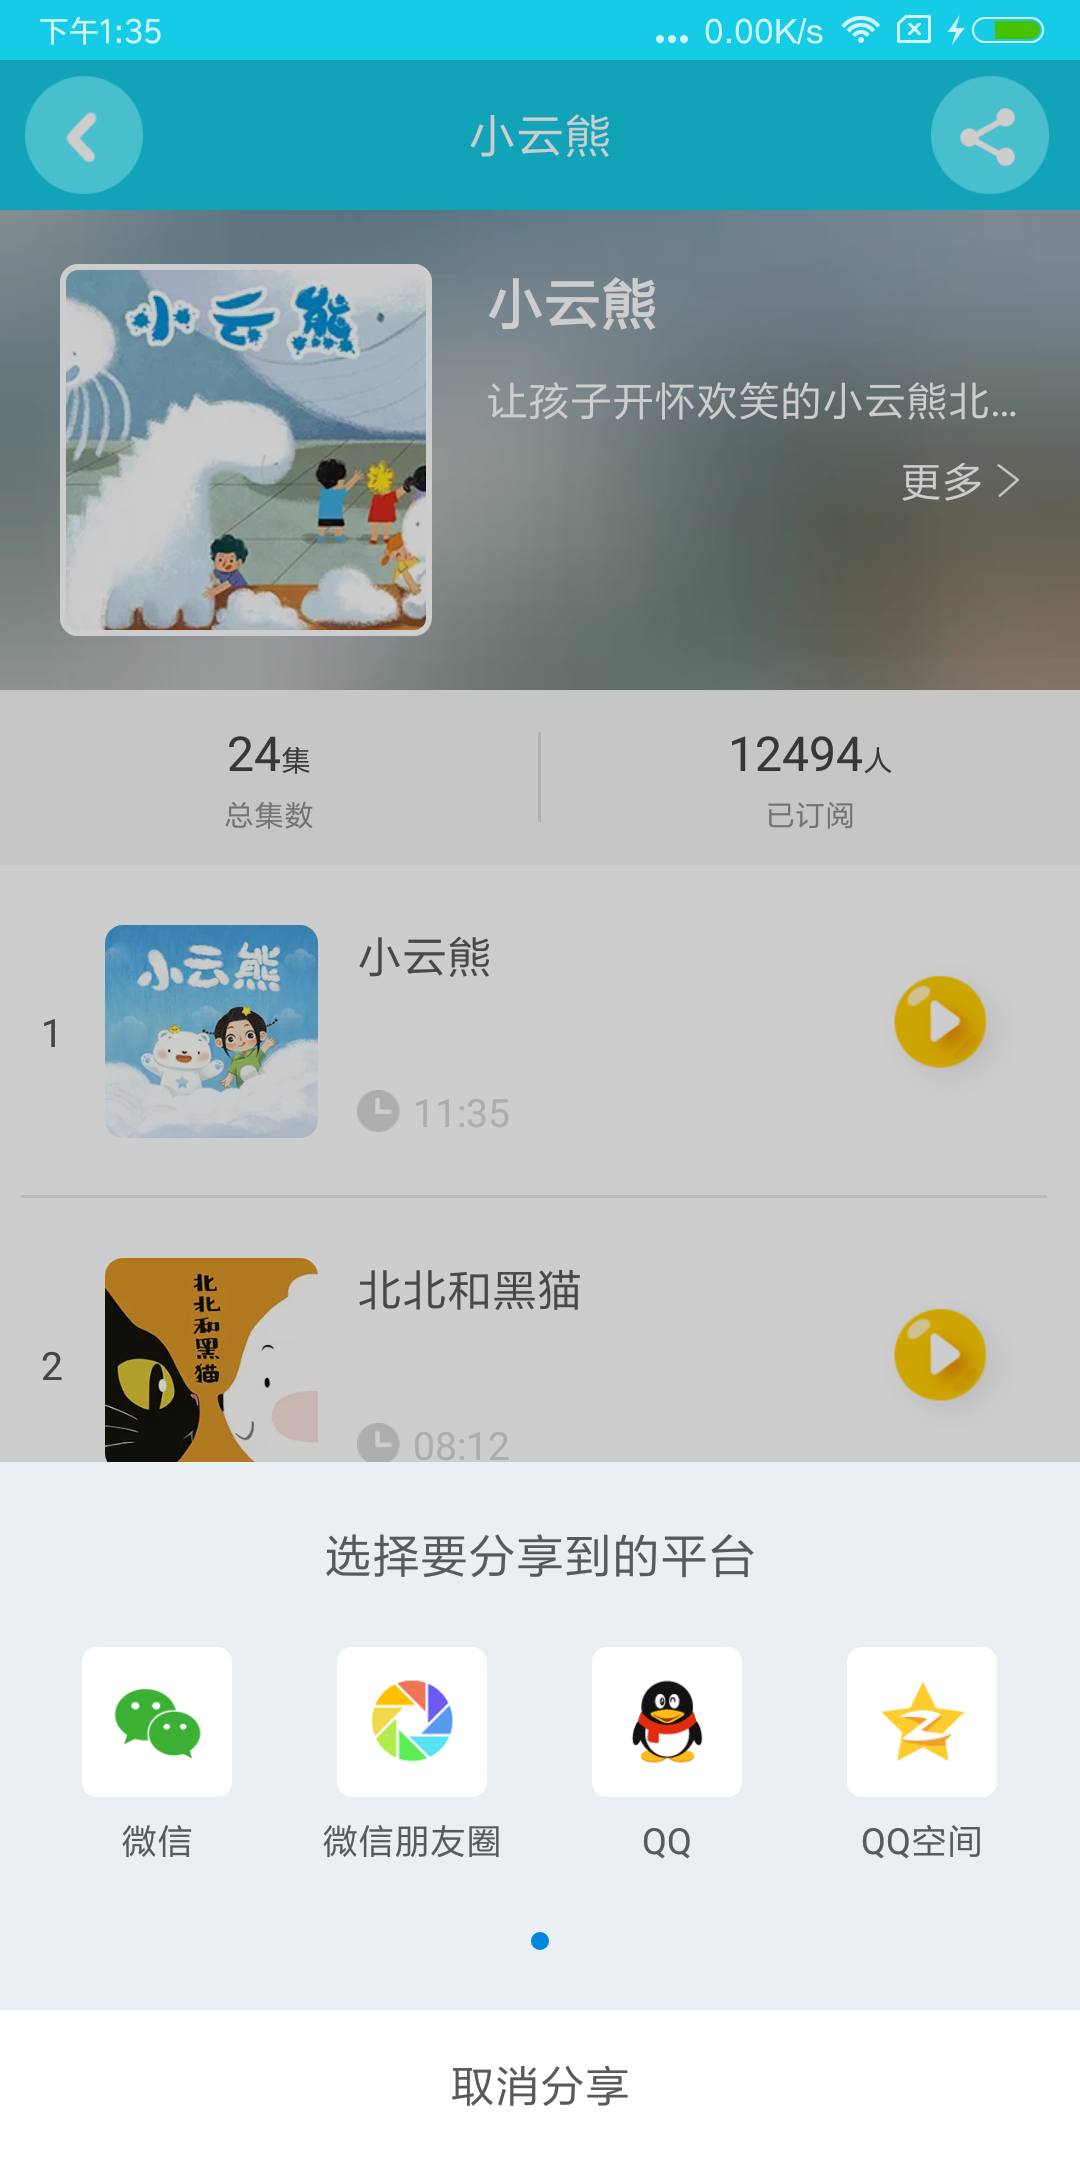 下午1:35
... 0.00K/s
小云熊
小云熊
小云熊
让孩子开怀欢笑的小云熊北...
更多
24集
总集数
12494人
已订阅
1
小云熊
小云熊
11:35
2
北北和黑猫
北北和黑猫
08:12
选择要分享到的平台
微信
微信朋友圈
QQ
QQ空间
取消分享